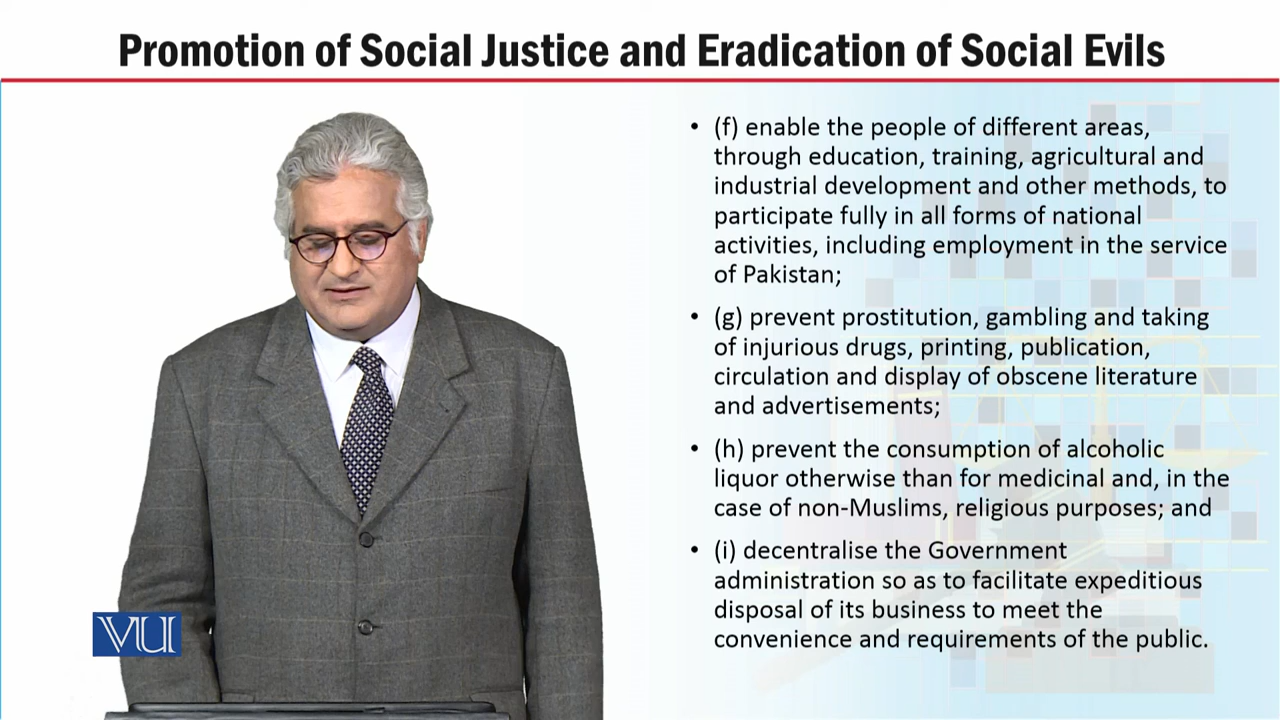 Promotion of Social Justice and Eradication of Social Evils
• (f) enable the people of different areas,
through education, training, agricultural and
industrial development and other methods, to
participate fully in all forms of national
activities, including employment in the service
of Pakistan;
• (g) prevent prostitution, gambling and taking
of injurious drugs, printing, publication,
circulation and display of obscene literature
and advertisements;
• (h) prevent the consumption of alcoholic
liquor otherwise than for medicinal and, in the
case of non-Muslims, religious purposes; and
• (i) decentralise the Government
administration so as to facilitate expeditious
disposal of its business to meet the
convenience and requirements of the public.
VU